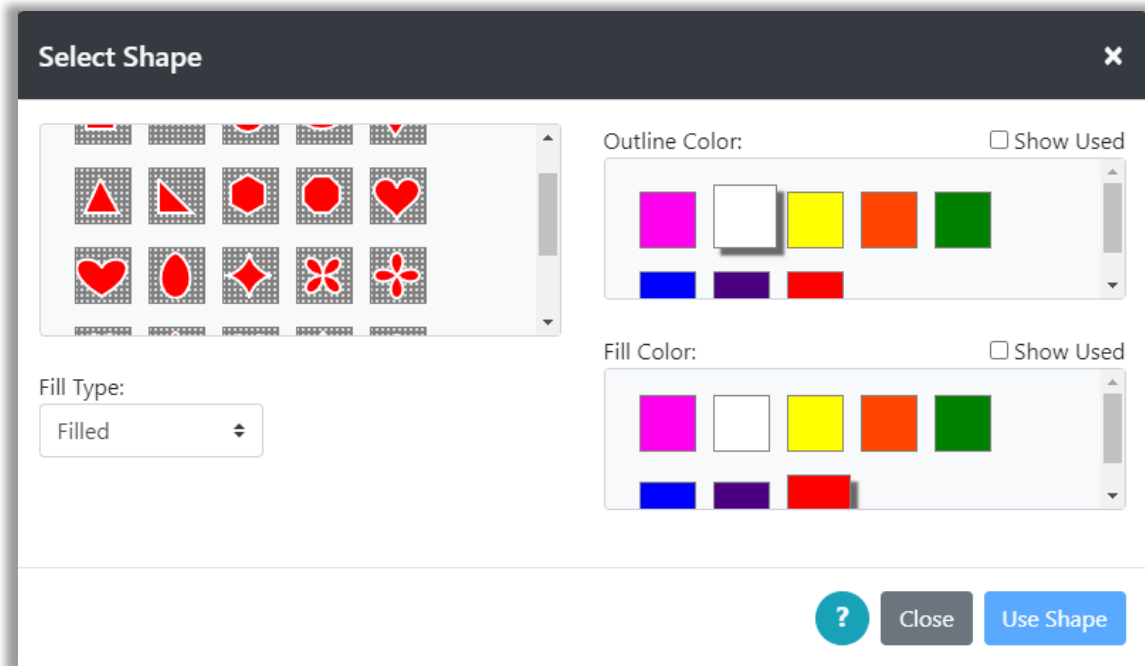 Select Shape
Outline Color:
Show Used
Fill Type:
Filled
Fill Color:
Show Used
?
Close
Use Shape